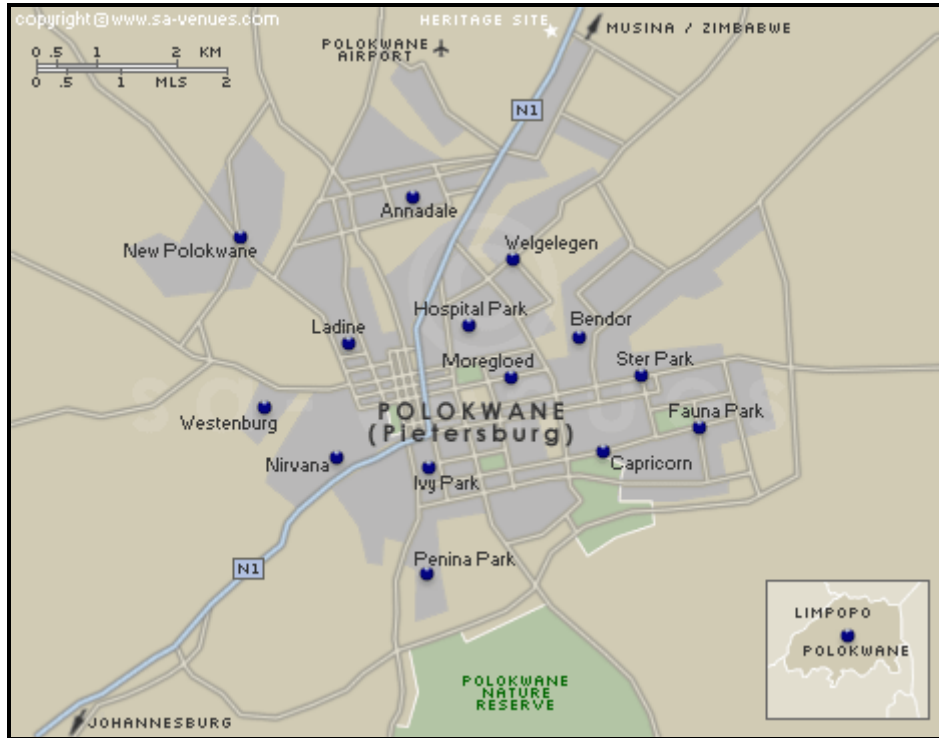 copyright©www.sa-venues.com
HERITAGE SITE
MUSINA / ZIMBABWE
POLOKWANE
AIRPORT
0 .5 1 2 KM
0 .5 1 MLS 2
N1
Annadale
New Polokwane
Welgelegen
Hospital Park
Bendor
Ladine
Moregloed
Ster Park
sa-venues
POLOKWANE
(Pietersburg)
Fauna Park
Westenburg
Nirvana
Capricorn
Ivy Park
Penina Park
N1
LIMPOPO
POLOKWANE
POLOKWANE
NATURE
RESERVE
JOHANNESBURG